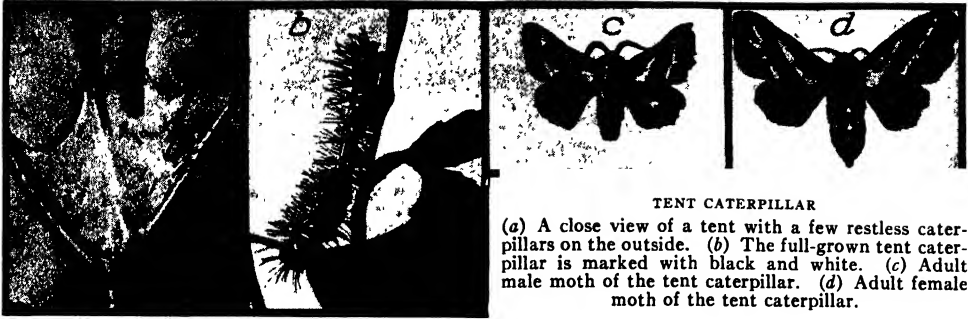 b
c
d
TENT CATERPILLAR
(a) A close view of a tent with a few restless cater-
pillars on the outside. (b) The full-grown tent cater-
pillar is marked with black and white. (c) Adult
male moth of the tent caterpillar. (d) Adult female
moth of the tent caterpillar.